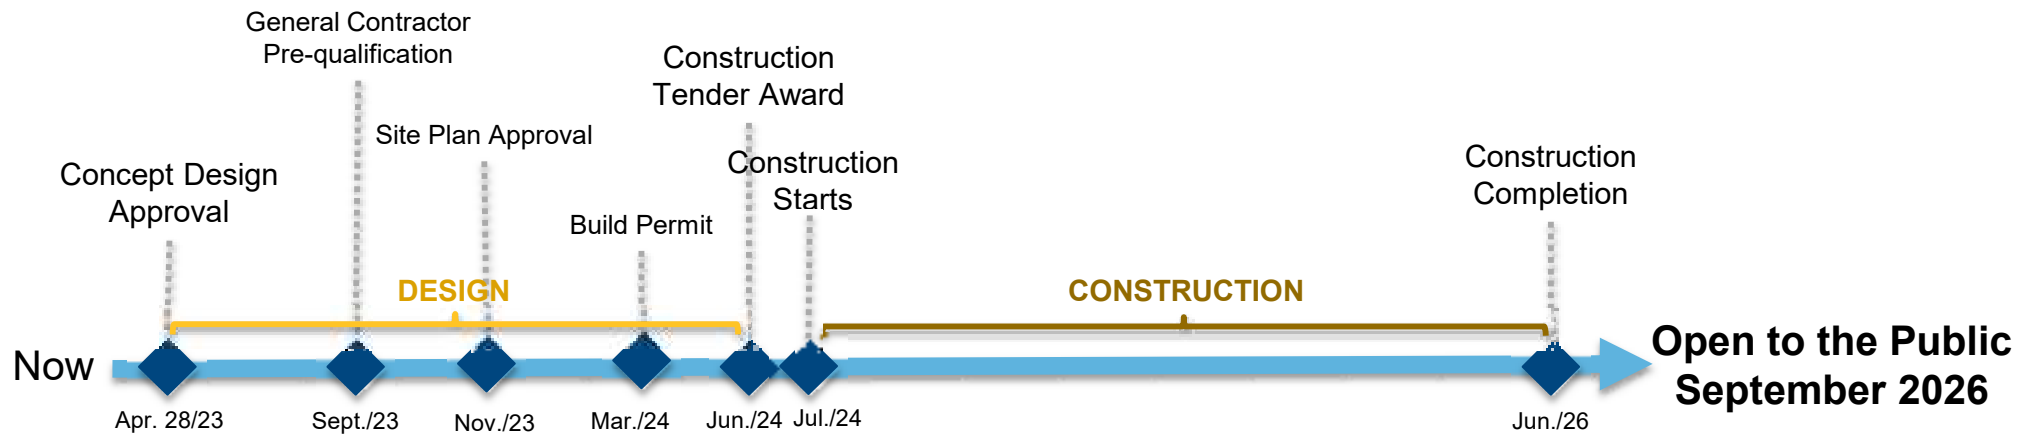 General Contractor
Pre-qualification
Construction
Tender Award
Site Plan Approval
Construction
Starts
Construction
Completion
Concept Design
Approval
Build Permit
DESIGN
CONSTRUCTION
Now
Open to the Public
September 2026
Apr. 28/23
Sept./23
Nov./23
Mar./24
Jun./24
Jul./24
Jun./26